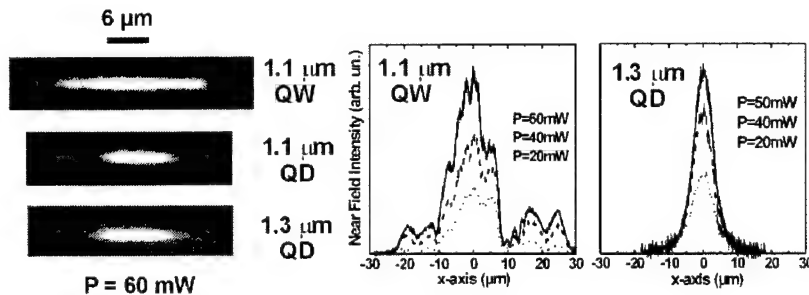 6 µm
1.1 µm
QW
1.1 µm
QD
1.3 µm
QD
P = 60 mW
Near Field Intensity (arb. un.)
1.1 µm
QW
P=60mW
P=40mW
P=20mW
-30 -20 -10 0 10 20 30
x-axis (µm)
1.3 µm
QD
P=50mW
P=40mW
P=20mW
-30 -20 -10 0 10 20 30
x-axis (µm)